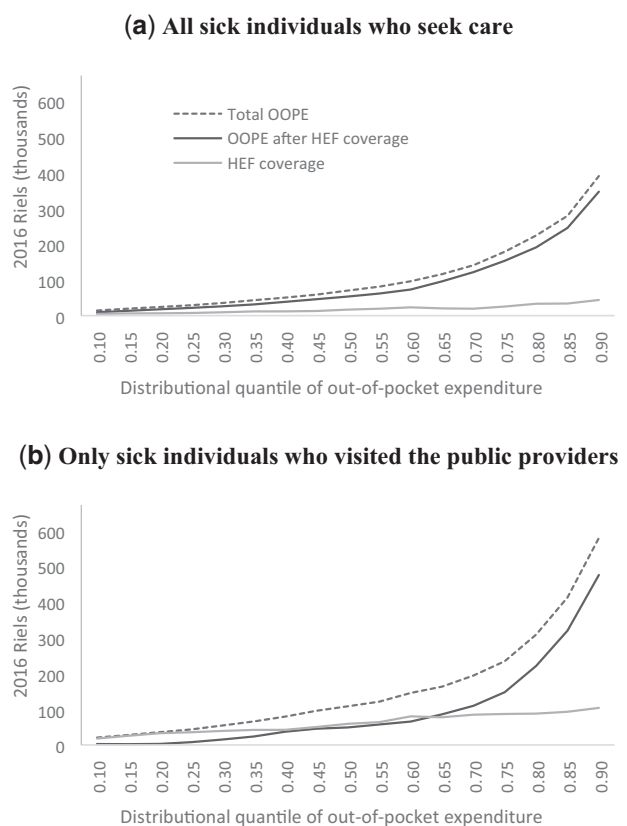 (a) All sick individuals who seek care
600
500
400
300
200
100
0
2016 Riels (thousands)
Total OOPE
OOPE after HEF coverage
HEF coverage
0.10 0.15 0.20 0.25 0.30 0.35 0.40 0.45 0.50 0.55 0.60 0.65 0.70 0.75 0.80 0.85 0.90
Distributional quantile of out-of-pocket expenditure
(b) Only sick individuals who visited the public providers
600
500
400
300
200
100
0
2016 Riels (thousands)
0.10 0.15 0.20 0.25 0.30 0.35 0.40 0.45 0.50 0.55 0.60 0.65 0.70 0.75 0.80 0.85 0.90
Distributional quantile of out-of-pocket expenditure